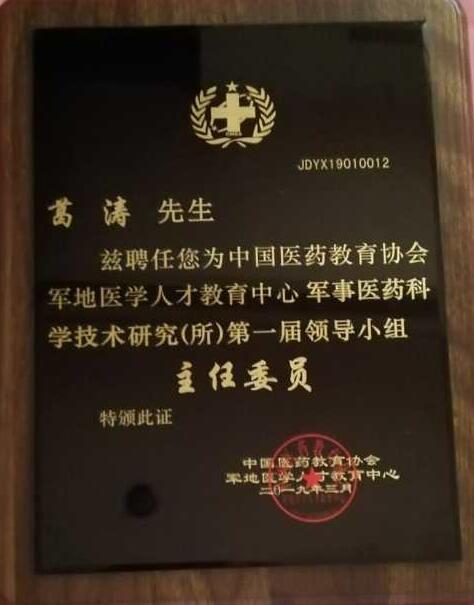 JDYX19010012
葛涛 先生
兹聘任您为中国医药教育协会
军地医学人才教育中心 军事医药科
学技术研究(所)第一届领导小组
主任委员
特颁此证
中国医药教育协会
军地医学人才教育中心
二〇一九年三月